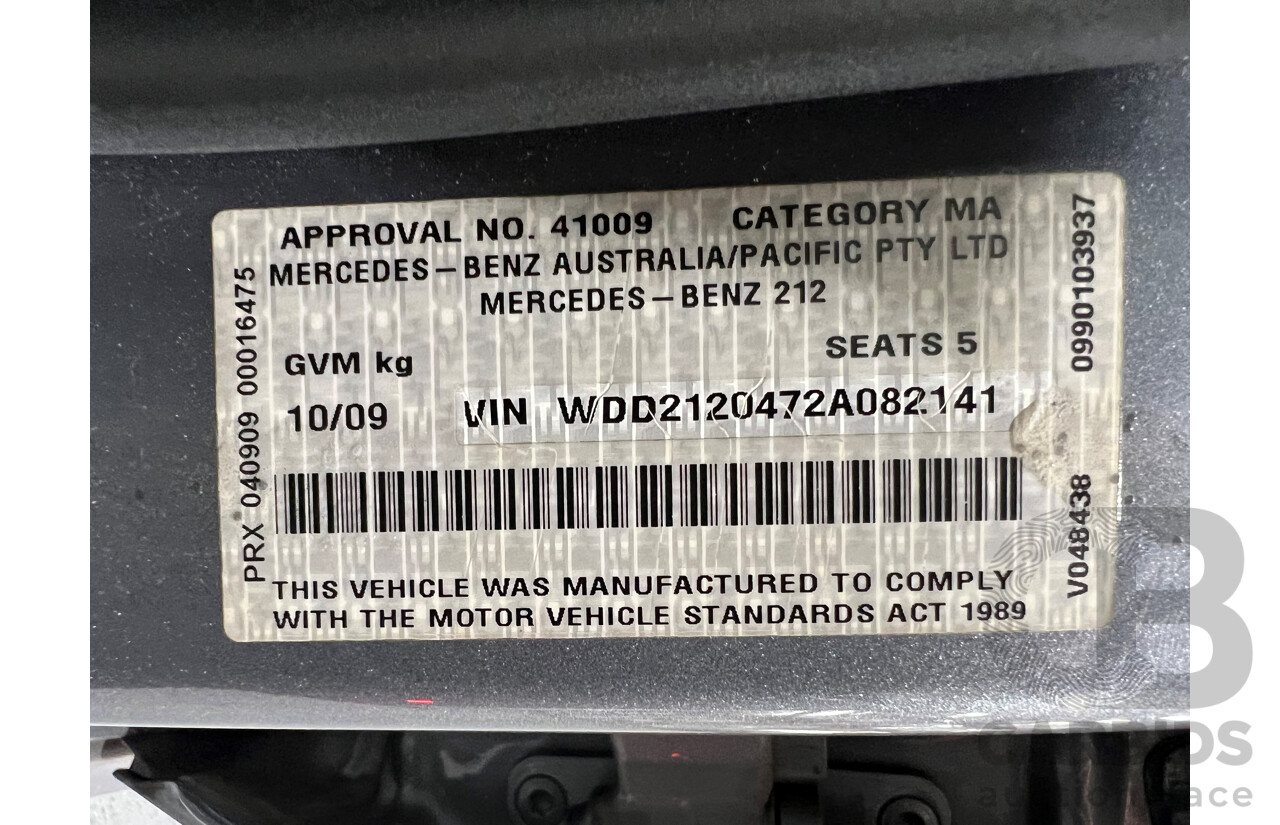 APPROVAL NO. 41009 CATEGORY MA
MERCEDES-BENZ AUSTRALIA/PACIFIC PTY LTD
MERCEDES-BENZ 212
GVM kg SEATS 5
10/09 VIN WDD2120472A082141
THIS VEHICLE WAS MANUFACTURED TO COMPLY
WITH THE MOTOR VEHICLE STANDARDS ACT 1989
PRX 040909 00016475
0990103937
V048438